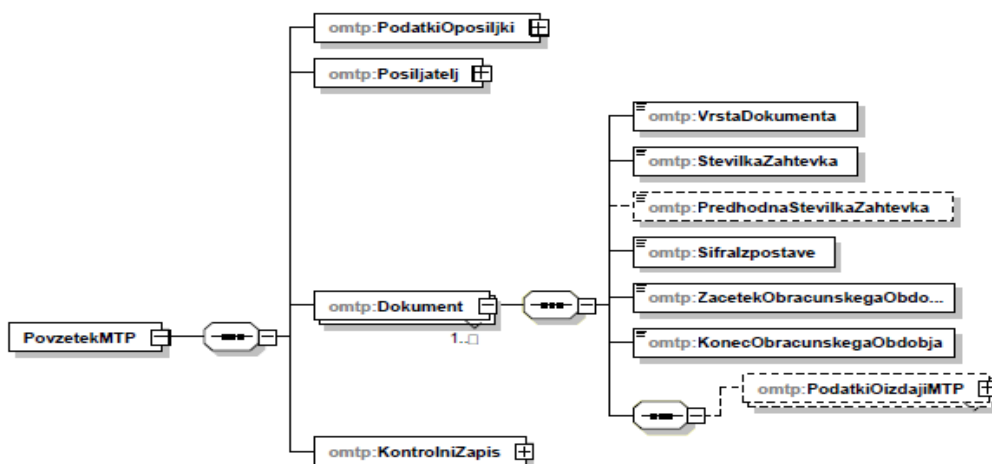 omtp:PodatkiOposiljki
omtp:Posiljatelj
omtp:VrstaDokumenta
omtp:StevilkaZahtevka
omtp:PredhodnaStevilkaZahtevka
omtp:SifraIzpostave
omtp:Dokument
omtp:ZacetekObracunskegaObdo...
1..□
PovzetekMTP
omtp:KonecObracunskegaObdobja
omtp:PodatkiOizdajiMTP
omtp:KontrolniZapis